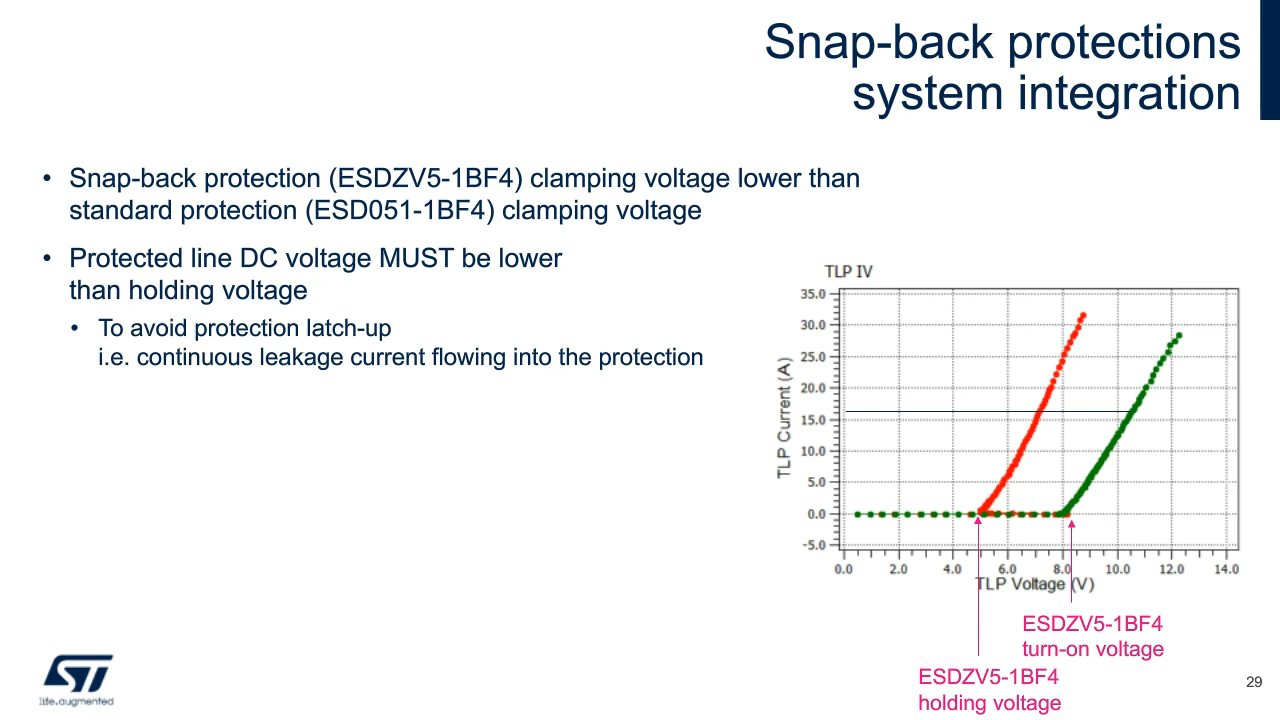 Snap-back protections
system integration
• Snap-back protection (ESDZV5-1BF4) clamping voltage lower than
standard protection (ESD051-1BF4) clamping voltage
• Protected line DC voltage MUST be lower
than holding voltage
• To avoid protection latch-up
i.e. continuous leakage current flowing into the protection
TLP IV
TLP Current (A)
35.0
30.0
25.0
20.0
15.0
10.0
5.0
0.0
-5.0
0.0 2.0 4.0 6.0 8.0 10.0 12.0 14.0
TLP Voltage (V)
ESDZV5-1BF4
turn-on voltage
ESDZV5-1BF4
holding voltage
ST
life.augmented
29